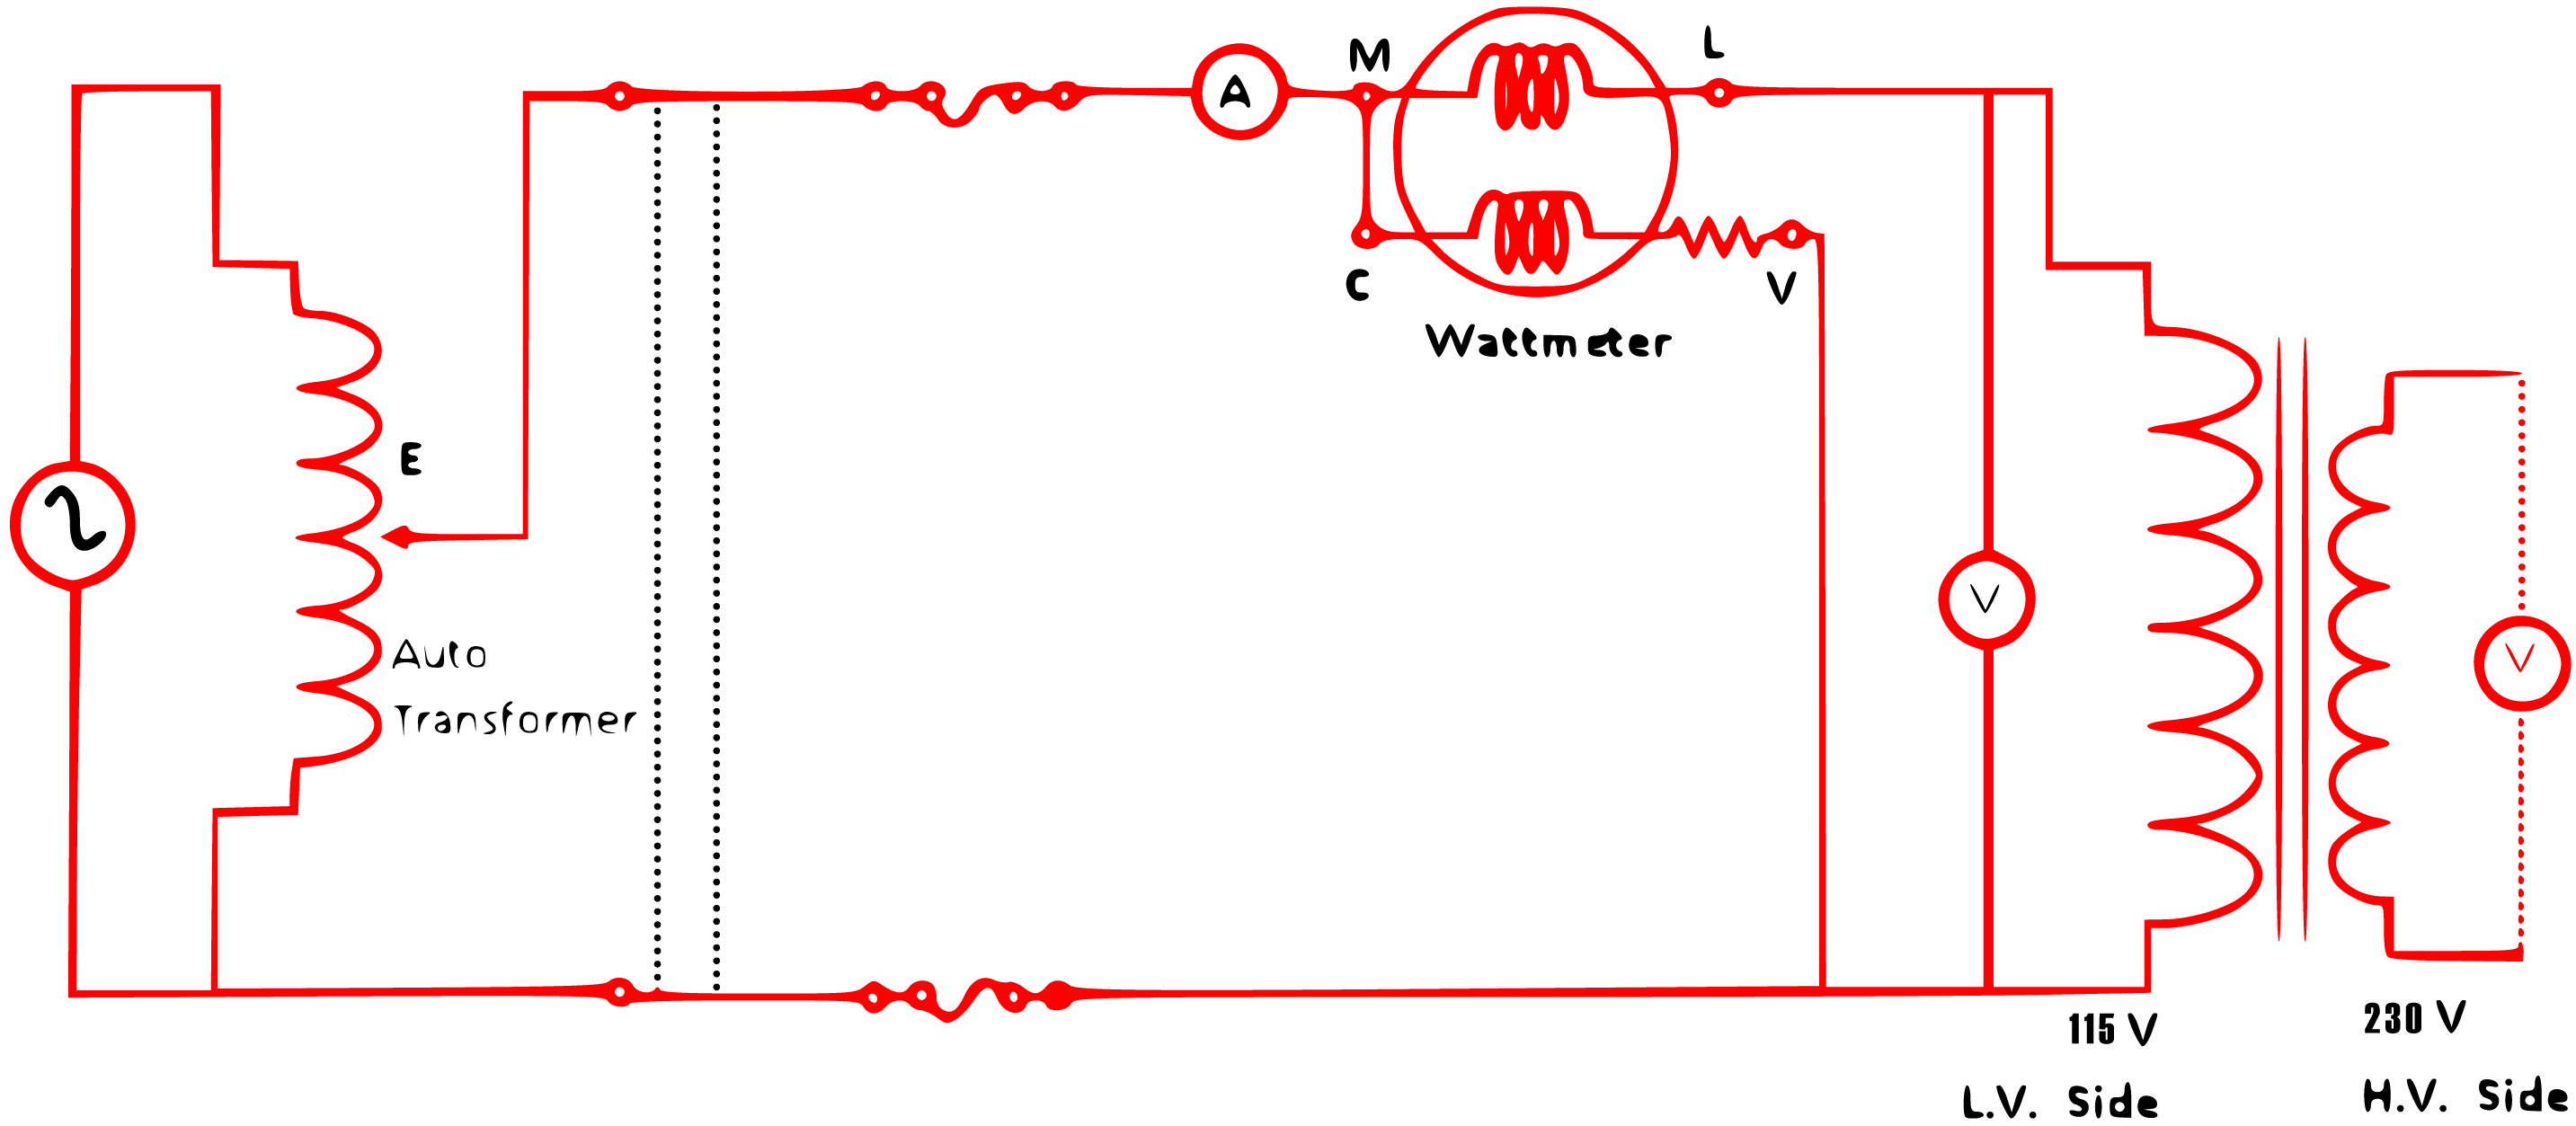 A
M
L
C
V
Wattmeter
E
Auto
Transformer
V
V
115 V
230 V
L.V. Side
H.V. Side